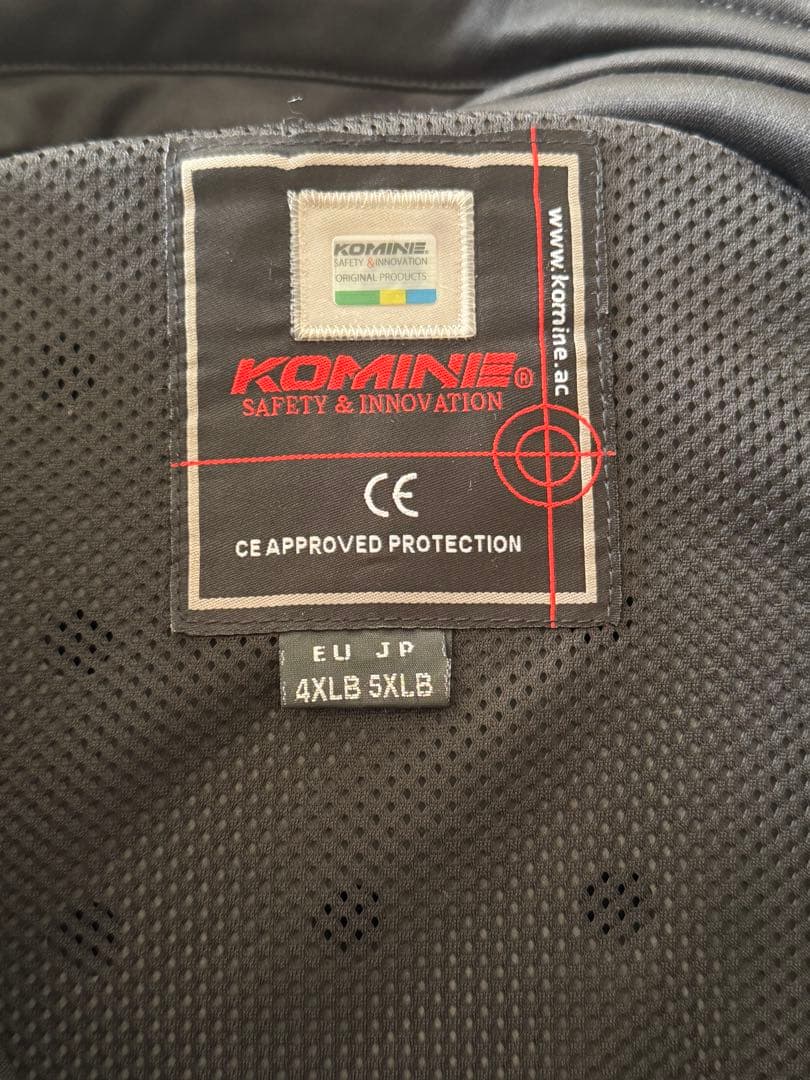 KOMINE®
SAFETY & INNOVATION
ORIGINAL PRODUCTS
www.komine.ac
KOMINE®
SAFETY & INNOVATION
CE
CE APPROVED PROTECTION
EU JP
4XLB 5XLB